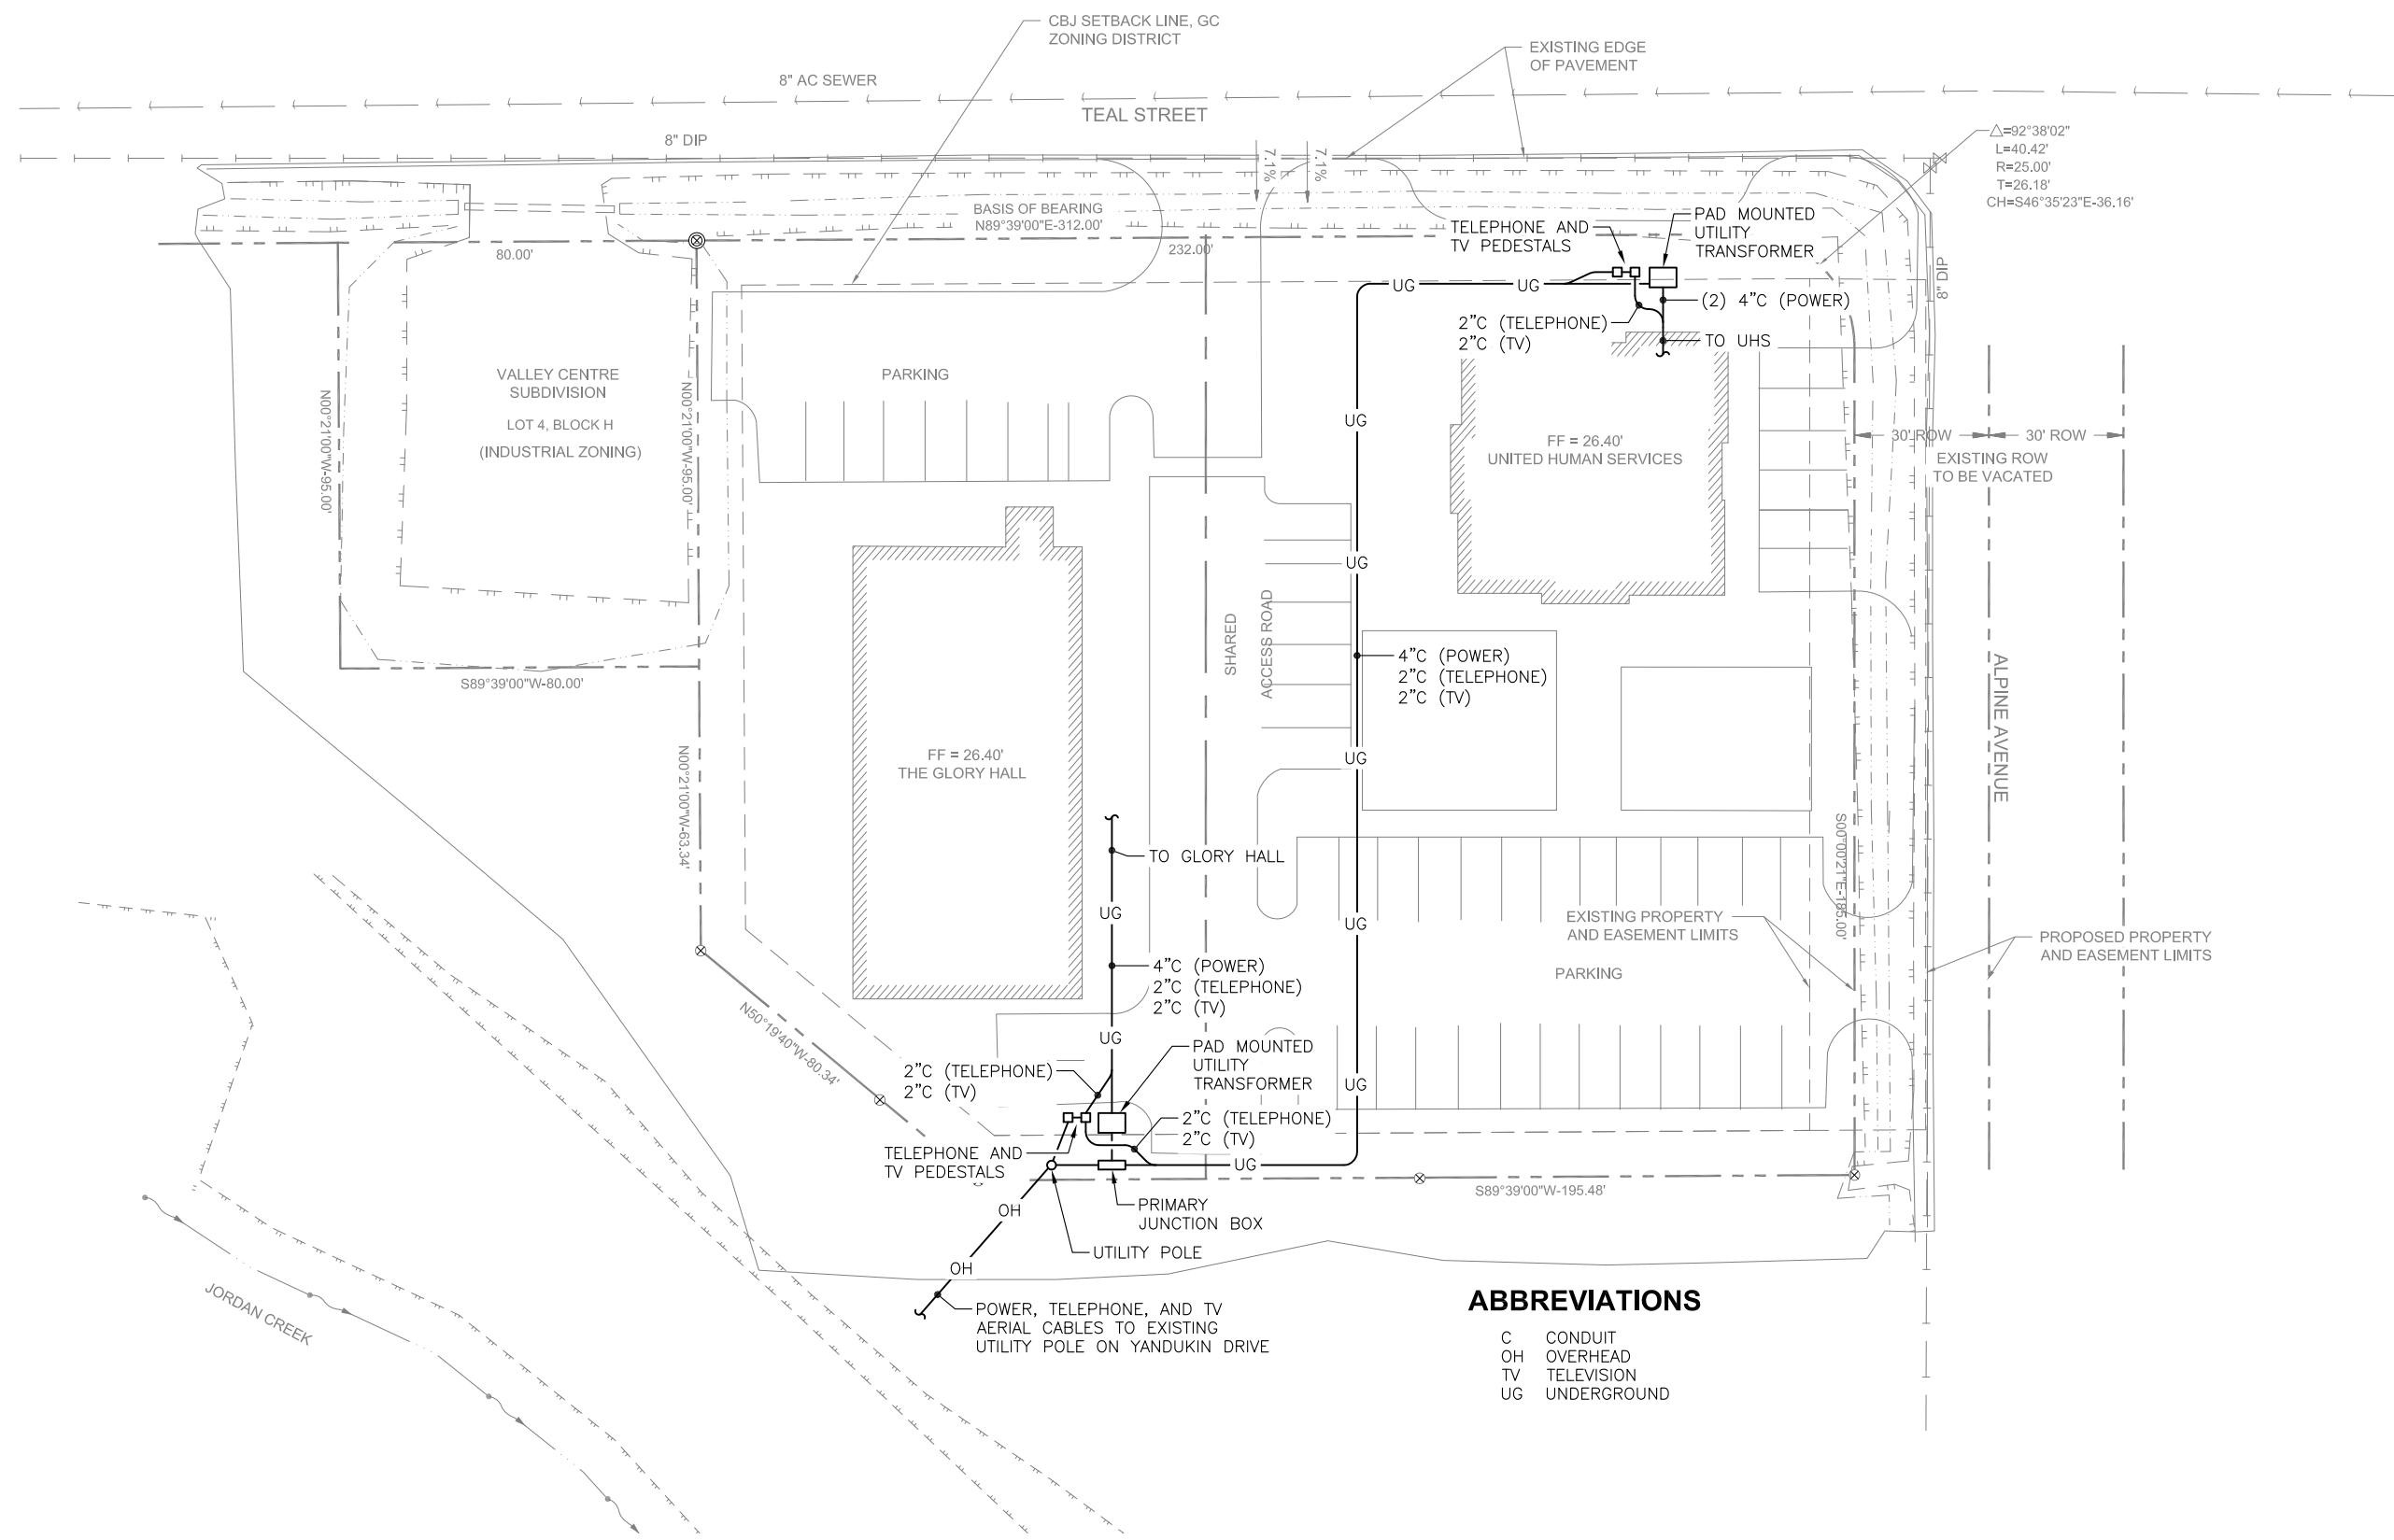 CBJ SETBACK LINE, GC
ZONING DISTRICT
EXISTING EDGE
OF PAVEMENT
8" AC SEWER
TEAL STREET
8" DIP
△=92°38'02"
L=40.42'
R=25.00'
T=26.18'
CH=S46°35'23"E-36.16'
7.1%
7.1%
BASIS OF BEARING
N89°39'00"E-312.00'
80.00'
232.00'
TELEPHONE AND
TV PEDESTALS
PAD MOUNTED
UTILITY
TRANSFORMER
8" DIP
UG
UG
(2) 4"C (POWER)
2"C (TELEPHONE)
2"C (TV)
TO UHS
VALLEY CENTRE
SUBDIVISION
LOT 4, BLOCK H
(INDUSTRIAL ZONING)
N00°21'00"W-95.00'
N00°21'00"W-95.00'
PARKING
UG
FF = 26.40'
UNITED HUMAN SERVICES
30' ROW
30' ROW
EXISTING ROW
TO BE VACATED
UG
SHARED
ACCESS ROAD
S89°39'00"W-80.00'
4"C (POWER)
2"C (TELEPHONE)
2"C (TV)
ALPINE AVENUE
N00°21'00"W-63.34'
FF = 26.40'
THE GLORY HALL
UG
TO GLORY HALL
S00°00'21"E-185.00'
UG
UG
EXISTING PROPERTY
AND EASEMENT LIMITS
PROPOSED PROPERTY
AND EASEMENT LIMITS
PARKING
4"C (POWER)
2"C (TELEPHONE)
2"C (TV)
N50°19'40"W-80.34'
UG
PAD MOUNTED
UTILITY
TRANSFORMER
2"C (TELEPHONE)
2"C (TV)
UG
2"C (TELEPHONE)
2"C (TV)
TELEPHONE AND
TV PEDESTALS
UG
S89°39'00"W-195.48'
OH
PRIMARY
JUNCTION BOX
UTILITY POLE
OH
JORDAN CREEK
POWER, TELEPHONE, AND TV
AERIAL CABLES TO EXISTING
UTILITY POLE ON YANDUKIN DRIVE
ABBREVIATIONS
C CONDUIT
OH OVERHEAD
TV TELEVISION
UG UNDERGROUND